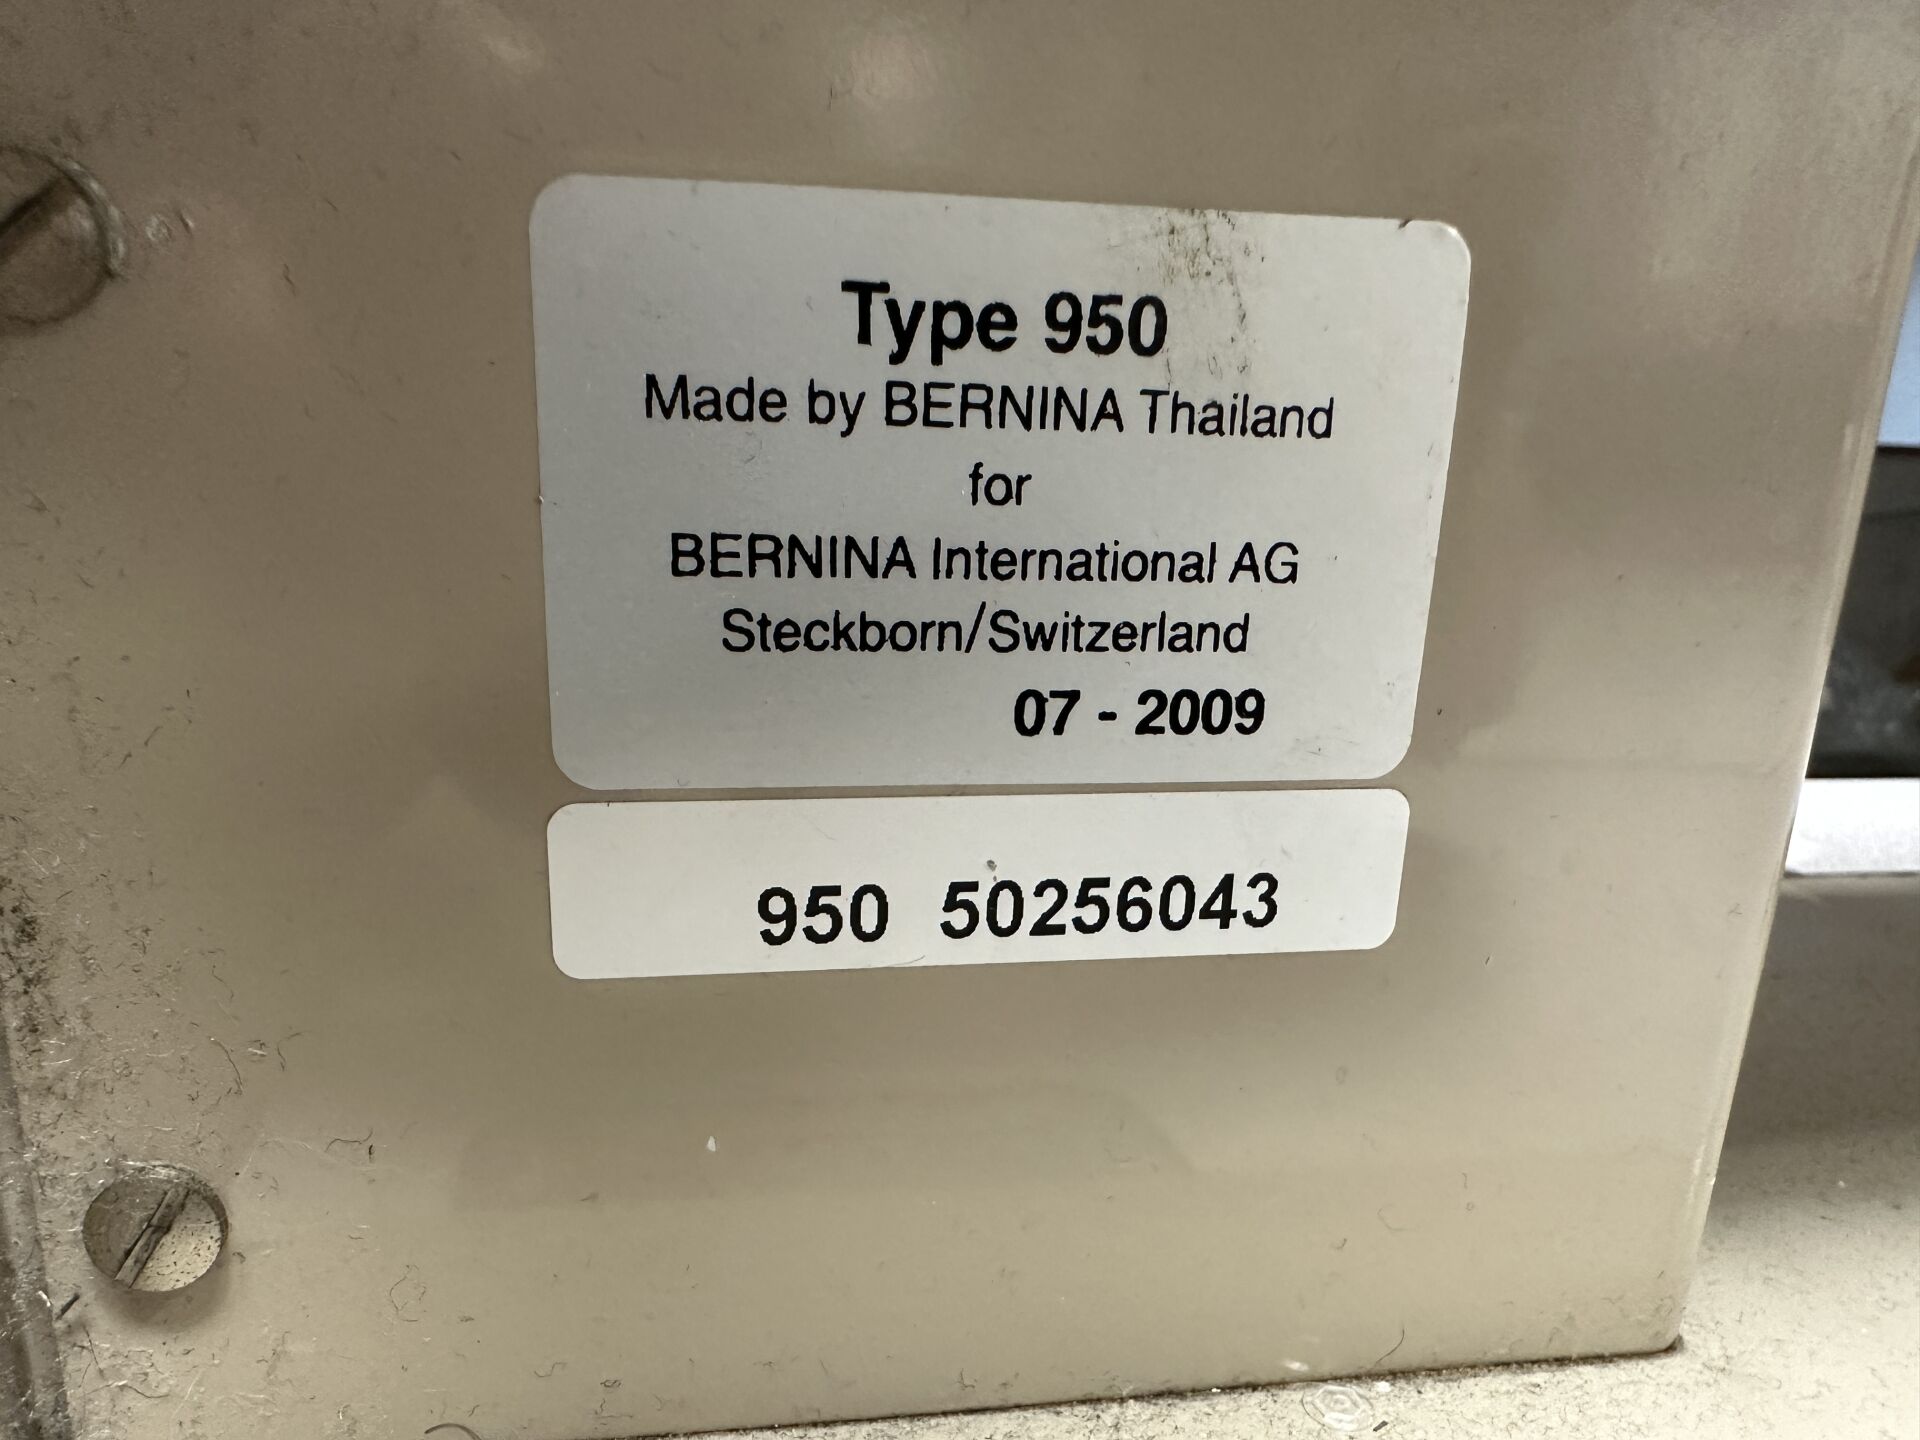 Type 950
Made by BERNINA Thailand
for
BERNINA International AG
Steckborn/Switzerland
07 - 2009
950 50256043